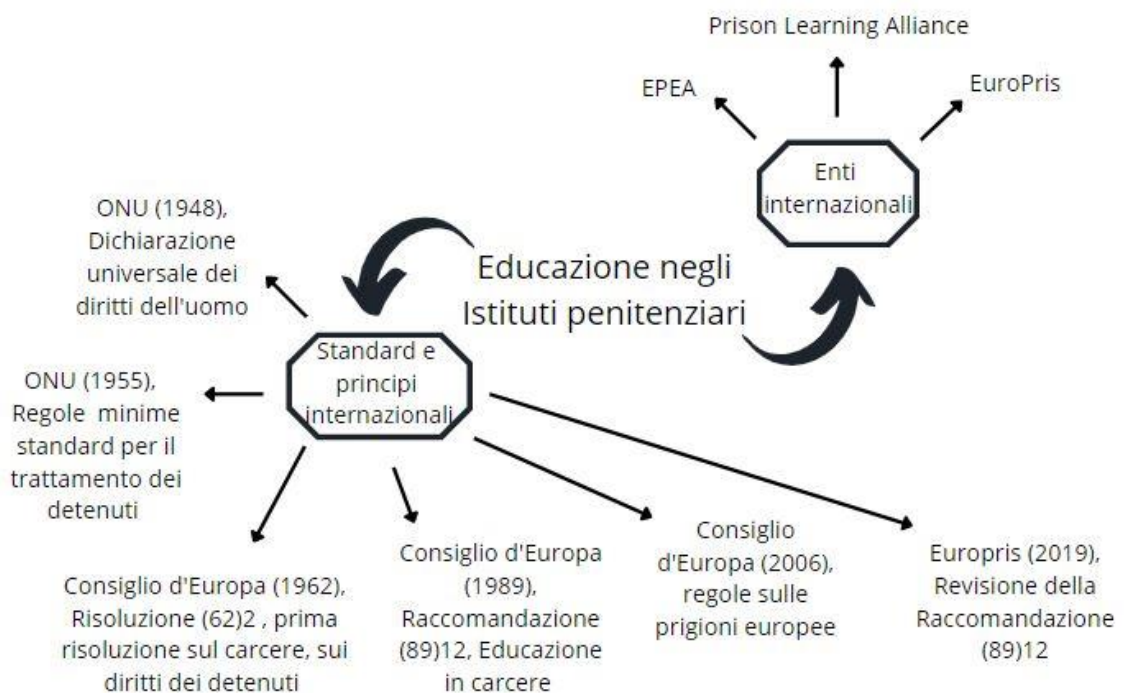 Prison Learning Alliance
EPEA
EuroPris
Enti
internazionali
Educazione negli
Istituti penitenziari
Standard e
principi
internazionali
ONU (1948),
Dichiarazione
universale dei
diritti dell'uomo
ONU (1955),
Regole minime
standard per il
trattamento dei
detenuti
Consiglio d'Europa (1962),
Risoluzione (62)2 , prima
risoluzione sul carcere, sui
diritti dei detenuti
Consiglio d'Europa
(1989),
Raccomandazione
(89)12, Educazione
in carcere
Consiglio
d'Europa (2006),
regole sulle
prigioni europee
Europris (2019),
Revisione della
Raccomandazione
(89)12